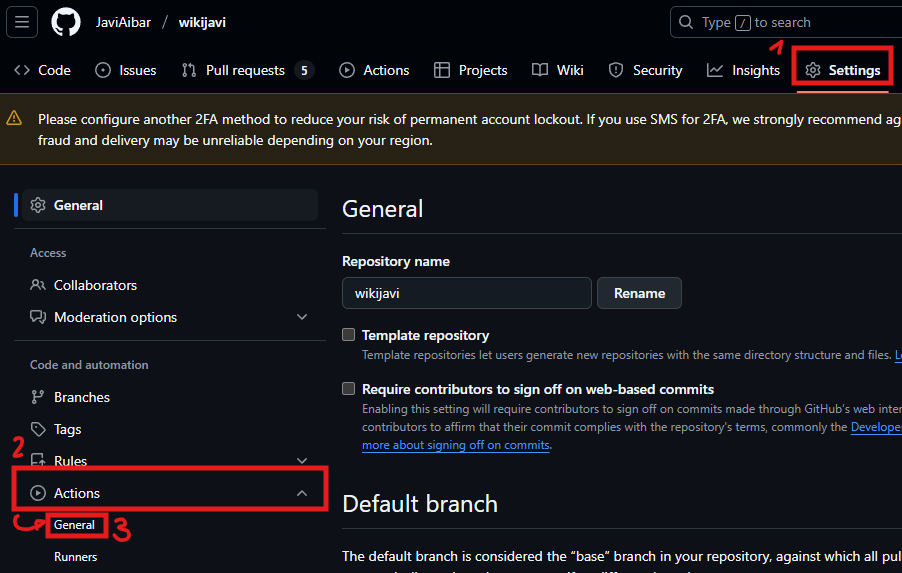 JaviAibar / wikijavi
Type / to search
1
Code Issues Pull requests 5 Actions Projects Wiki Security Insights Settings
Please configure another 2FA method to reduce your risk of permanent account lockout. If you use SMS for 2FA, we strongly recommend ag
fraud and delivery may be unreliable depending on your region.
General
Access
Collaborators
Moderation options
Code and automation
Branches
Tags
2
Rules
Actions
General 3
Runners
General
Repository name
wikijavi Rename
Template repository
Template repositories let users generate new repositories with the same directory structure and files.
Require contributors to sign off on web-based commits
Enabling this setting will require contributors to sign off on commits made through GitHub's web inter
contributors to affirm that their commit complies with the repository's terms, commonly the Developer
more about signing off on commits.
Default branch
The default branch is considered the “base” branch in your repository, against which all pul